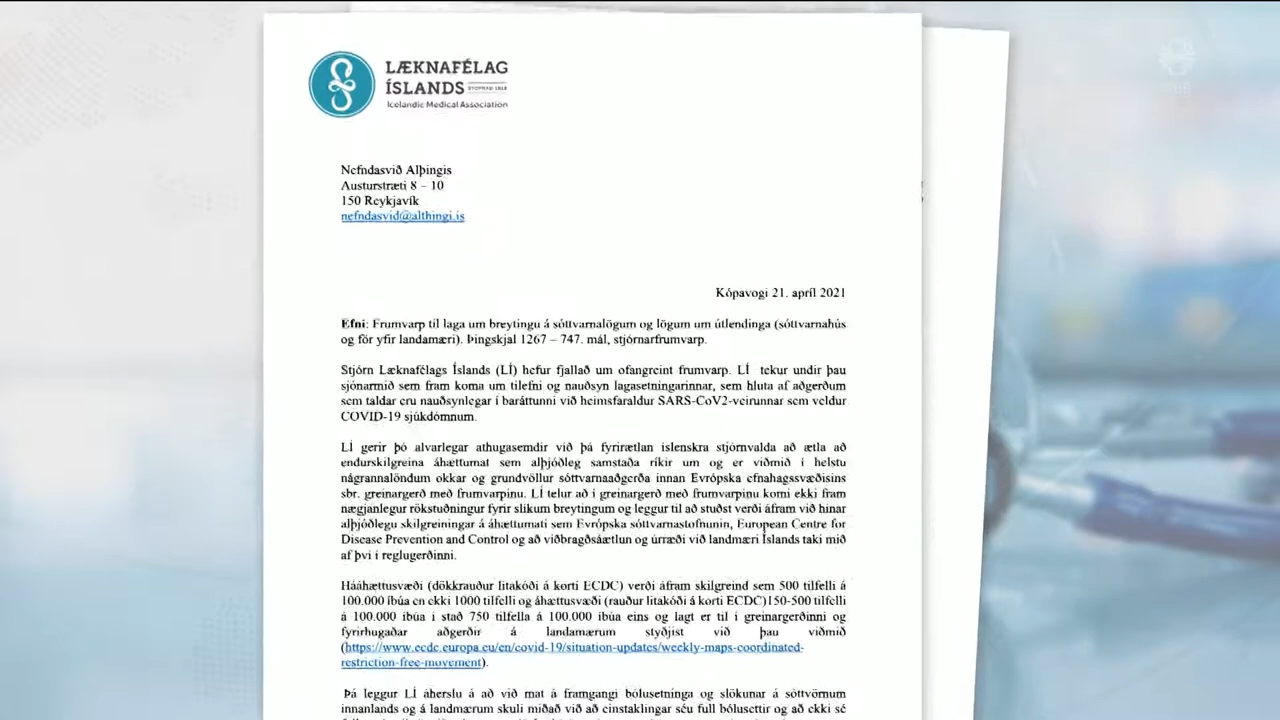 LÆKNAFÉLAG
ÍSLANDS STOFNAÐ 1918
Icelandic Medical Association
Nefndasvið Alþingis
Austurstræti 8 – 10
150 Reykjavík
nefndasvid@althingi.is
Kópavogi 21. apríl 2021
Efni: Frumvarp til laga um breytingu á sóttvarnalögum og lögum um útlendinga (sóttvarnahús
og för yfir landamæri). Þingskjal 1267 – 747. mál, stjórnarfrumvarp.
Stjórn Læknafélags Íslands (LÍ) hefur fjallað um ofangreint frumvarp. LÍ tekur undir þau
sjónarmið sem fram koma um tilefni og nauðsyn lagasetningarinnar, sem hluta af aðgerðum
sem taldar eru nauðsynlegar í baráttunni við heimsfaraldur SARS-CoV2-veirunnar sem veldur
COVID-19 sjúkdómnum.
LÍ gerir þó alvarlegar athugasemdir við þá fyrirætlan íslenskra stjórnvalda að ætla að
endurskilgreina áhættumat sem alþjóðleg samstaða ríkir um og er viðmið í helstu
nágrannalöndum okkar og grundvöllur sóttvarnaaðgerða innan Evrópska efnahagssvæðisins
sbr. greinargerð með frumvarpinu. LÍ telur að í greinargerð með frumvarpinu komi ekki fram
nægjanlegur rökstuðningur fyrir slíkum breytingum og leggur til að stuðst verði áfram við hinar
alþjóðlegu skilgreiningar á áhættumati sem Evrópska sóttvarnastofnunin, European Centre for
Disease Prevention and Control og að viðbragðsáætlun og úrræði við landmæri Íslands taki mið
af því í reglugerðinni.
Hááhættusvæði (dökkrauður litakóði á korti ECDC) verði áfram skilgreind sem 500 tilfelli á
100.000 íbúa en ekki 1000 tilfelli og áhættusvæði (rauður litakóði á korti ECDC)150-500 tilfelli
á 100.000 íbúa í stað 750 tilfella á 100.000 íbúa eins og lagt er til í greinargerðinni og
fyrirhugaðar aðgerðir á landamærum styðjist við þau viðmið
(https://www.ecdc.europa.eu/en/covid-19/situation-updates/weekly-maps-coordinated-
restriction-free-movement).
Þá leggur LÍ áherslu á að við mat á framgangi bólusetninga og slökunar á sóttvörnum
innanlands og á landmærum skuli miðað við að einstaklingar séu full bólusettir og að ekki sé